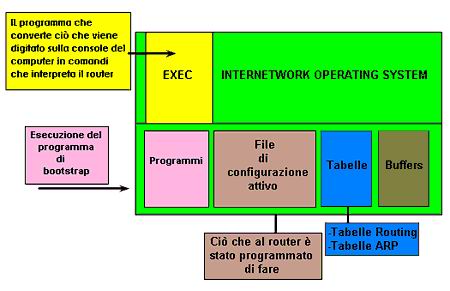 IL programma che
converte ciò che viene
digitato sulla console del
computer in comandi
che interpreta il router
EXEC
INTERNETWORK OPERATING SYSTEM
Esecuzione del
programma
di
bootstrap
Programmi
File
di
configurazione
attivo
Tabelle
Buffers
Ciò che al router è
stato programmato
di fare
-Tabelle Routing
-Tabelle ARP